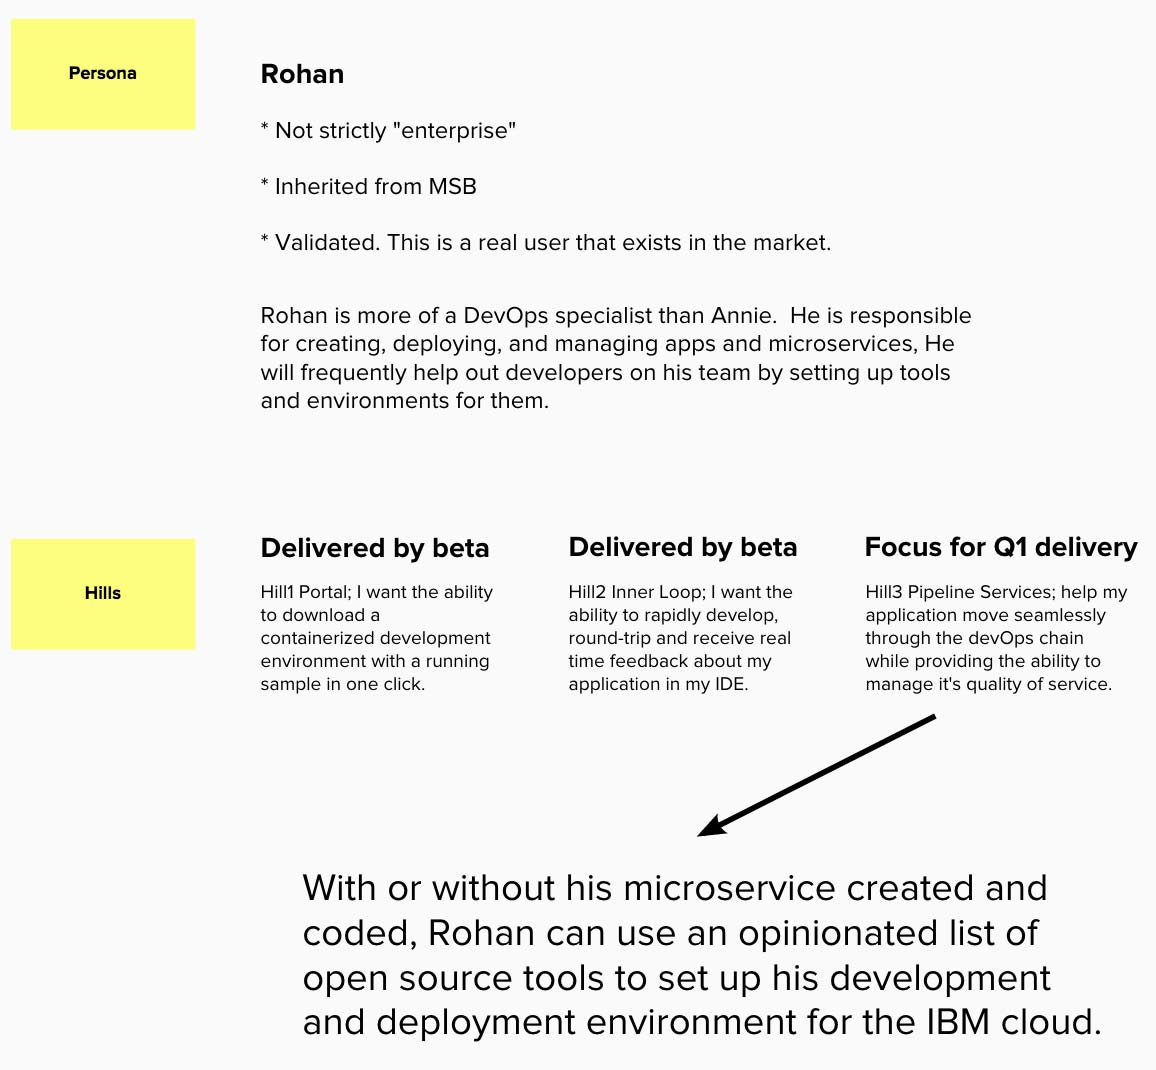 Persona
Rohan
* Not strictly "enterprise"
* Inherited from MSB
* Validated. This is a real user that exists in the market.
Rohan is more of a DevOps specialist than Annie.  He is responsible
for creating, deploying, and managing apps and microservices, He
will frequently help out developers on his team by setting up tools
and environments for them.
Hills
Delivered by beta
Hill1 Portal; I want the ability
to download a
containerized development
environment with a running
sample in one click.
Delivered by beta
Hill2 Inner Loop; I want the
ability to rapidly develop,
round-trip and receive real
time feedback about my
application in my IDE.
Focus for Q1 delivery
Hill3 Pipeline Services; help my
application move seamlessly
through the devOps chain
while providing the ability to
manage it's quality of service.
With or without his microservice created and
coded, Rohan can use an opinionated list of
open source tools to set up his development
and deployment environment for the IBM cloud.